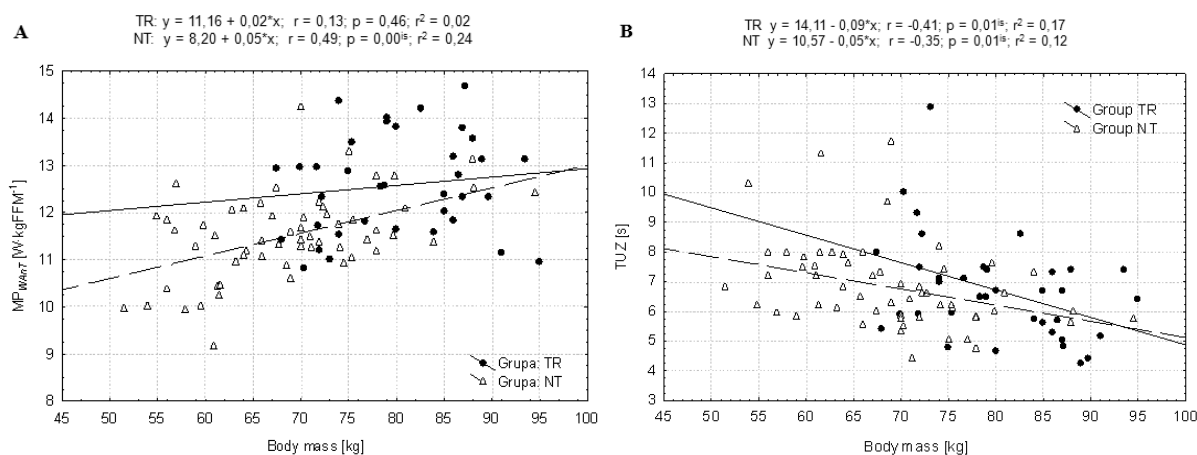 TR: y = 11,16 + 0,02*x; r = 0,13; p = 0,46; r² = 0,02
A
NT: y = 8,20 + 0,05*x; r = 0,49; p = 0,00ⁱˢ; r² = 0,24
15
14
13
12
11
10
9
8
MPWAnT [W·kgFFM⁻¹]
Grupa: TR
Grupa: NT
45 50 55 60 65 70 75 80 85 90 95 100
Body mass [kg]
TR y = 14,11 - 0,09*x; r = -0,41; p = 0,01ⁱˢ; r² = 0,17
B
NT y = 10,57 - 0,05*x; r = -0,35; p = 0,01ⁱˢ; r² = 0,12
14
13
12
11
10
9
8
7
6
5
4
3
TUZ [s]
Group TR
Group NT
45 50 55 60 65 70 75 80 85 90 95 100
Body mass [kg]